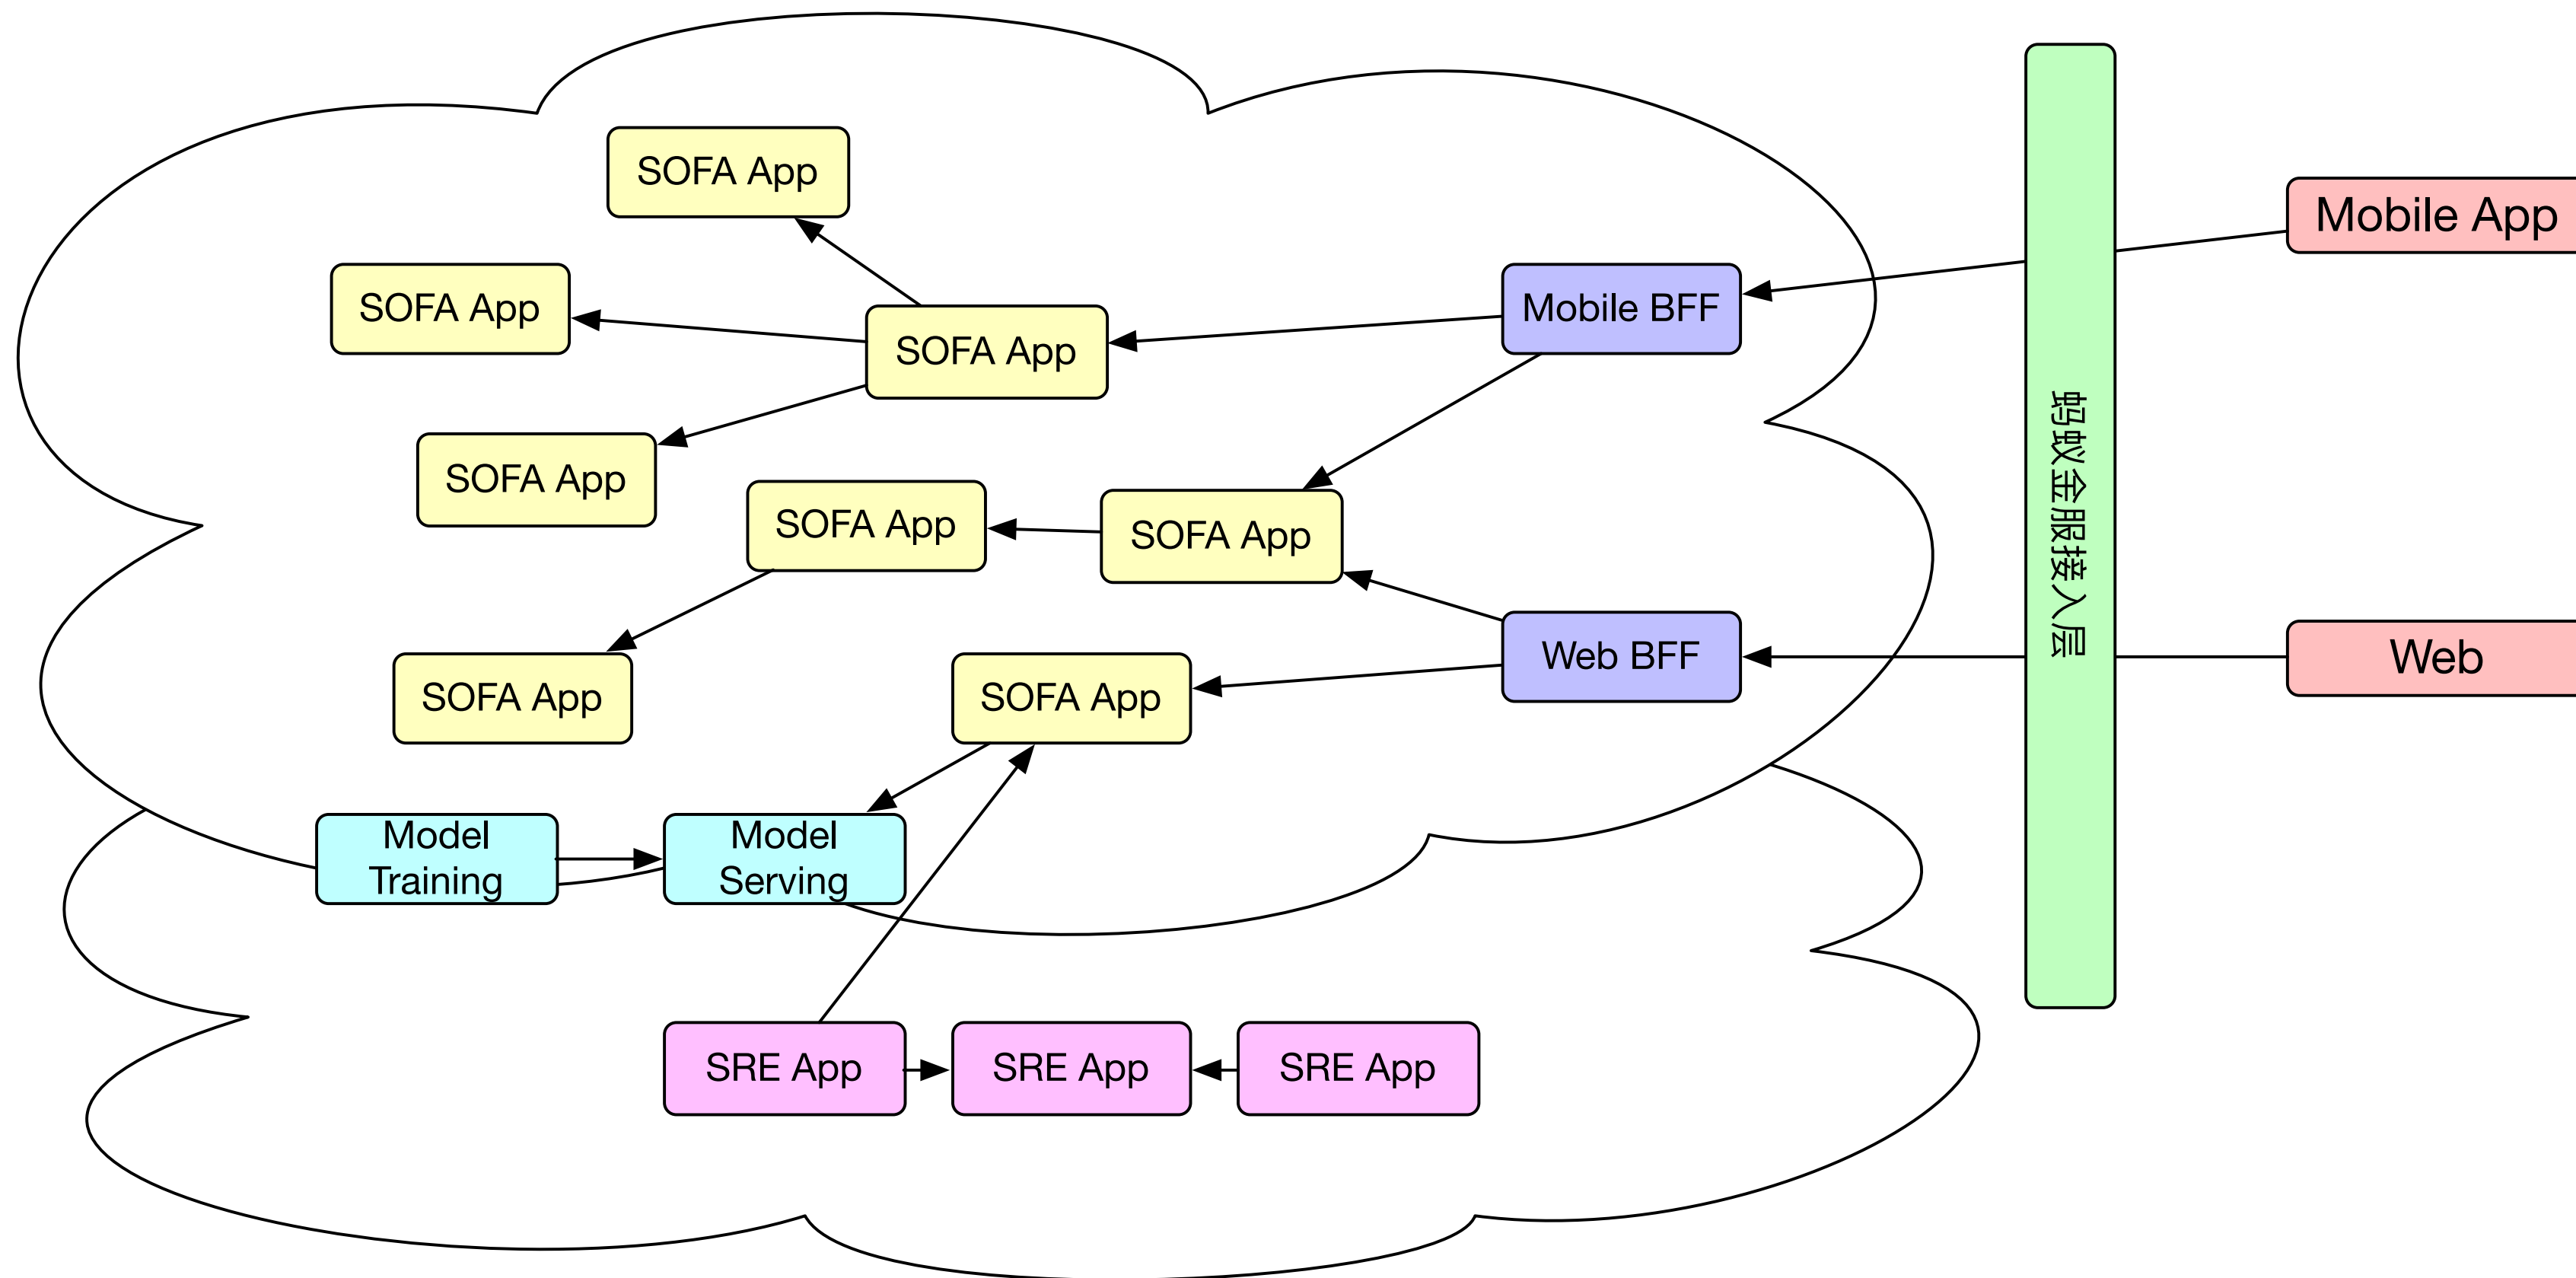 SOFA App
Mobile App
SOFA App
Mobile BFF
SOFA App
SOFA App
SOFA App
SOFA App
蚂蚁金服接入层
Web BFF
Web
SOFA App
SOFA App
Model
Training
Model
Serving
SRE App
SRE App
SRE App